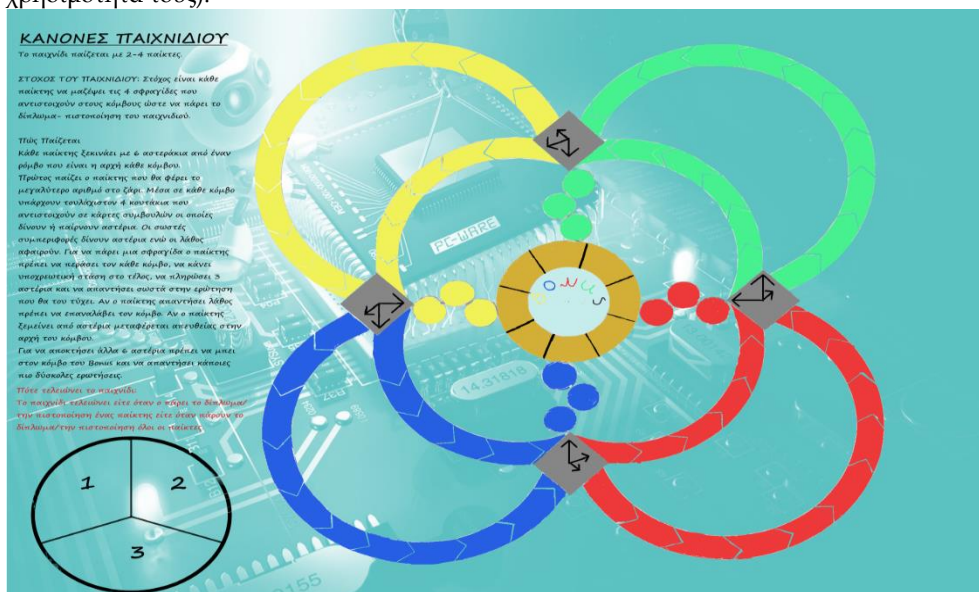 χρησιμότητά τους).
ΚΑΝΟΝΕΣ ΠΑΙΧΝΙΔΙΟΥ
Το παιχνίδι παίζεται με 2-4 παίκτες.
ΣΤΟΧΟΣ ΤΟΥ ΠΑΙΧΝΙΔΙΟΥ: Στόχος είναι κάθε
παίκτης να μαζέψει τις 4 σφραγίδες που
αντιστοιχούν στους κόμβους ώστε να πάρει το
δίπλωμα- πιστοποίηση του παιχνιδιού.
Πώς Παίζεται
Κάθε παίκτης ξεκινάει με 6 αστεράκια από έναν
ρόμβο που είναι η αρχή κάθε κόμβου.
Πρώτος παίζει ο παίκτης που θα φέρει το
μεγαλύτερο αριθμό στο ζάρι. Μέσα σε κάθε κόμβο
υπάρχουν τουλάχιστον 4 κουτάκια που
αντιστοιχούν σε κάρτες συμβουλών οι οποίες
δίνουν ή παίρνουν αστέρια. Οι σωστές
συμπεριφορές δίνουν αστέρια ενώ οι λάθος
αφαιρούν. Για να πάρει μια σφραγίδα ο παίκτης
πρέπει να περάσει τον κάθε κόμβο, να κάνει
υποχρεωτική στάση στο τέλος, να πληρώσει 3
αστέρια και να απαντήσει σωστά στην ερώτηση
που θα του τύχει. Αν ο παίκτης απαντήσει λάθος
πρέπει να επαναλάβει τον κόμβο. Αν ο παίκτης
ξεμείνει από αστέρια μεταφέρεται απευθείας στην
αρχή του κόμβου.
Για να αποκτήσει άλλα 6 αστέρια πρέπει να μπει
στον κόμβο του Bonus και να απαντήσει κάποιες
πιο δύσκολες ερωτήσεις.
Πότε τελειώνει το παιχνίδι:
Το παιχνίδι τελειώνει είτε όταν ο πάρει το δίπλωμα/
την πιστοποίηση ένας παίκτης είτε όταν πάρουν το
δίπλωμα/την πιστοποίηση όλοι οι παίκτες
1
2
3
PC-WARE
BONUS
14.31818
155